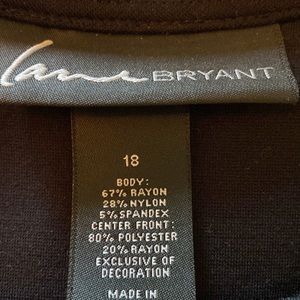 Lane BRYANT
18
BODY:
67% RAYON
28% NYLON
5% SPANDEX
CENTER FRONT:
80% POLYESTER
20% RAYON
EXCLUSIVE OF
DECORATION
MADE IN